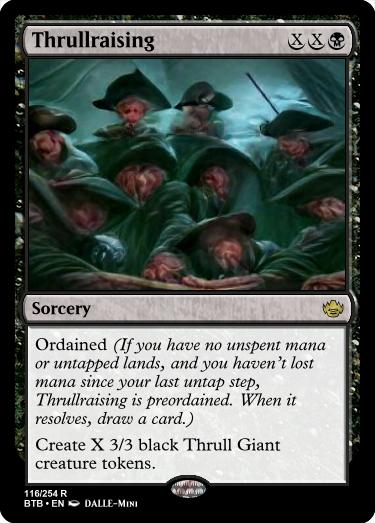 Thrullraising XX
Sorcery
Ordained (If you have no unspent mana
or untapped lands, and you haven't lost
mana since your last untap step,
Thrullraising is preordained. When it
resolves, draw a card.)
Create X 3/3 black Thrull Giant
creature tokens.
116/254 R
BTB • EN DALLE-Mini